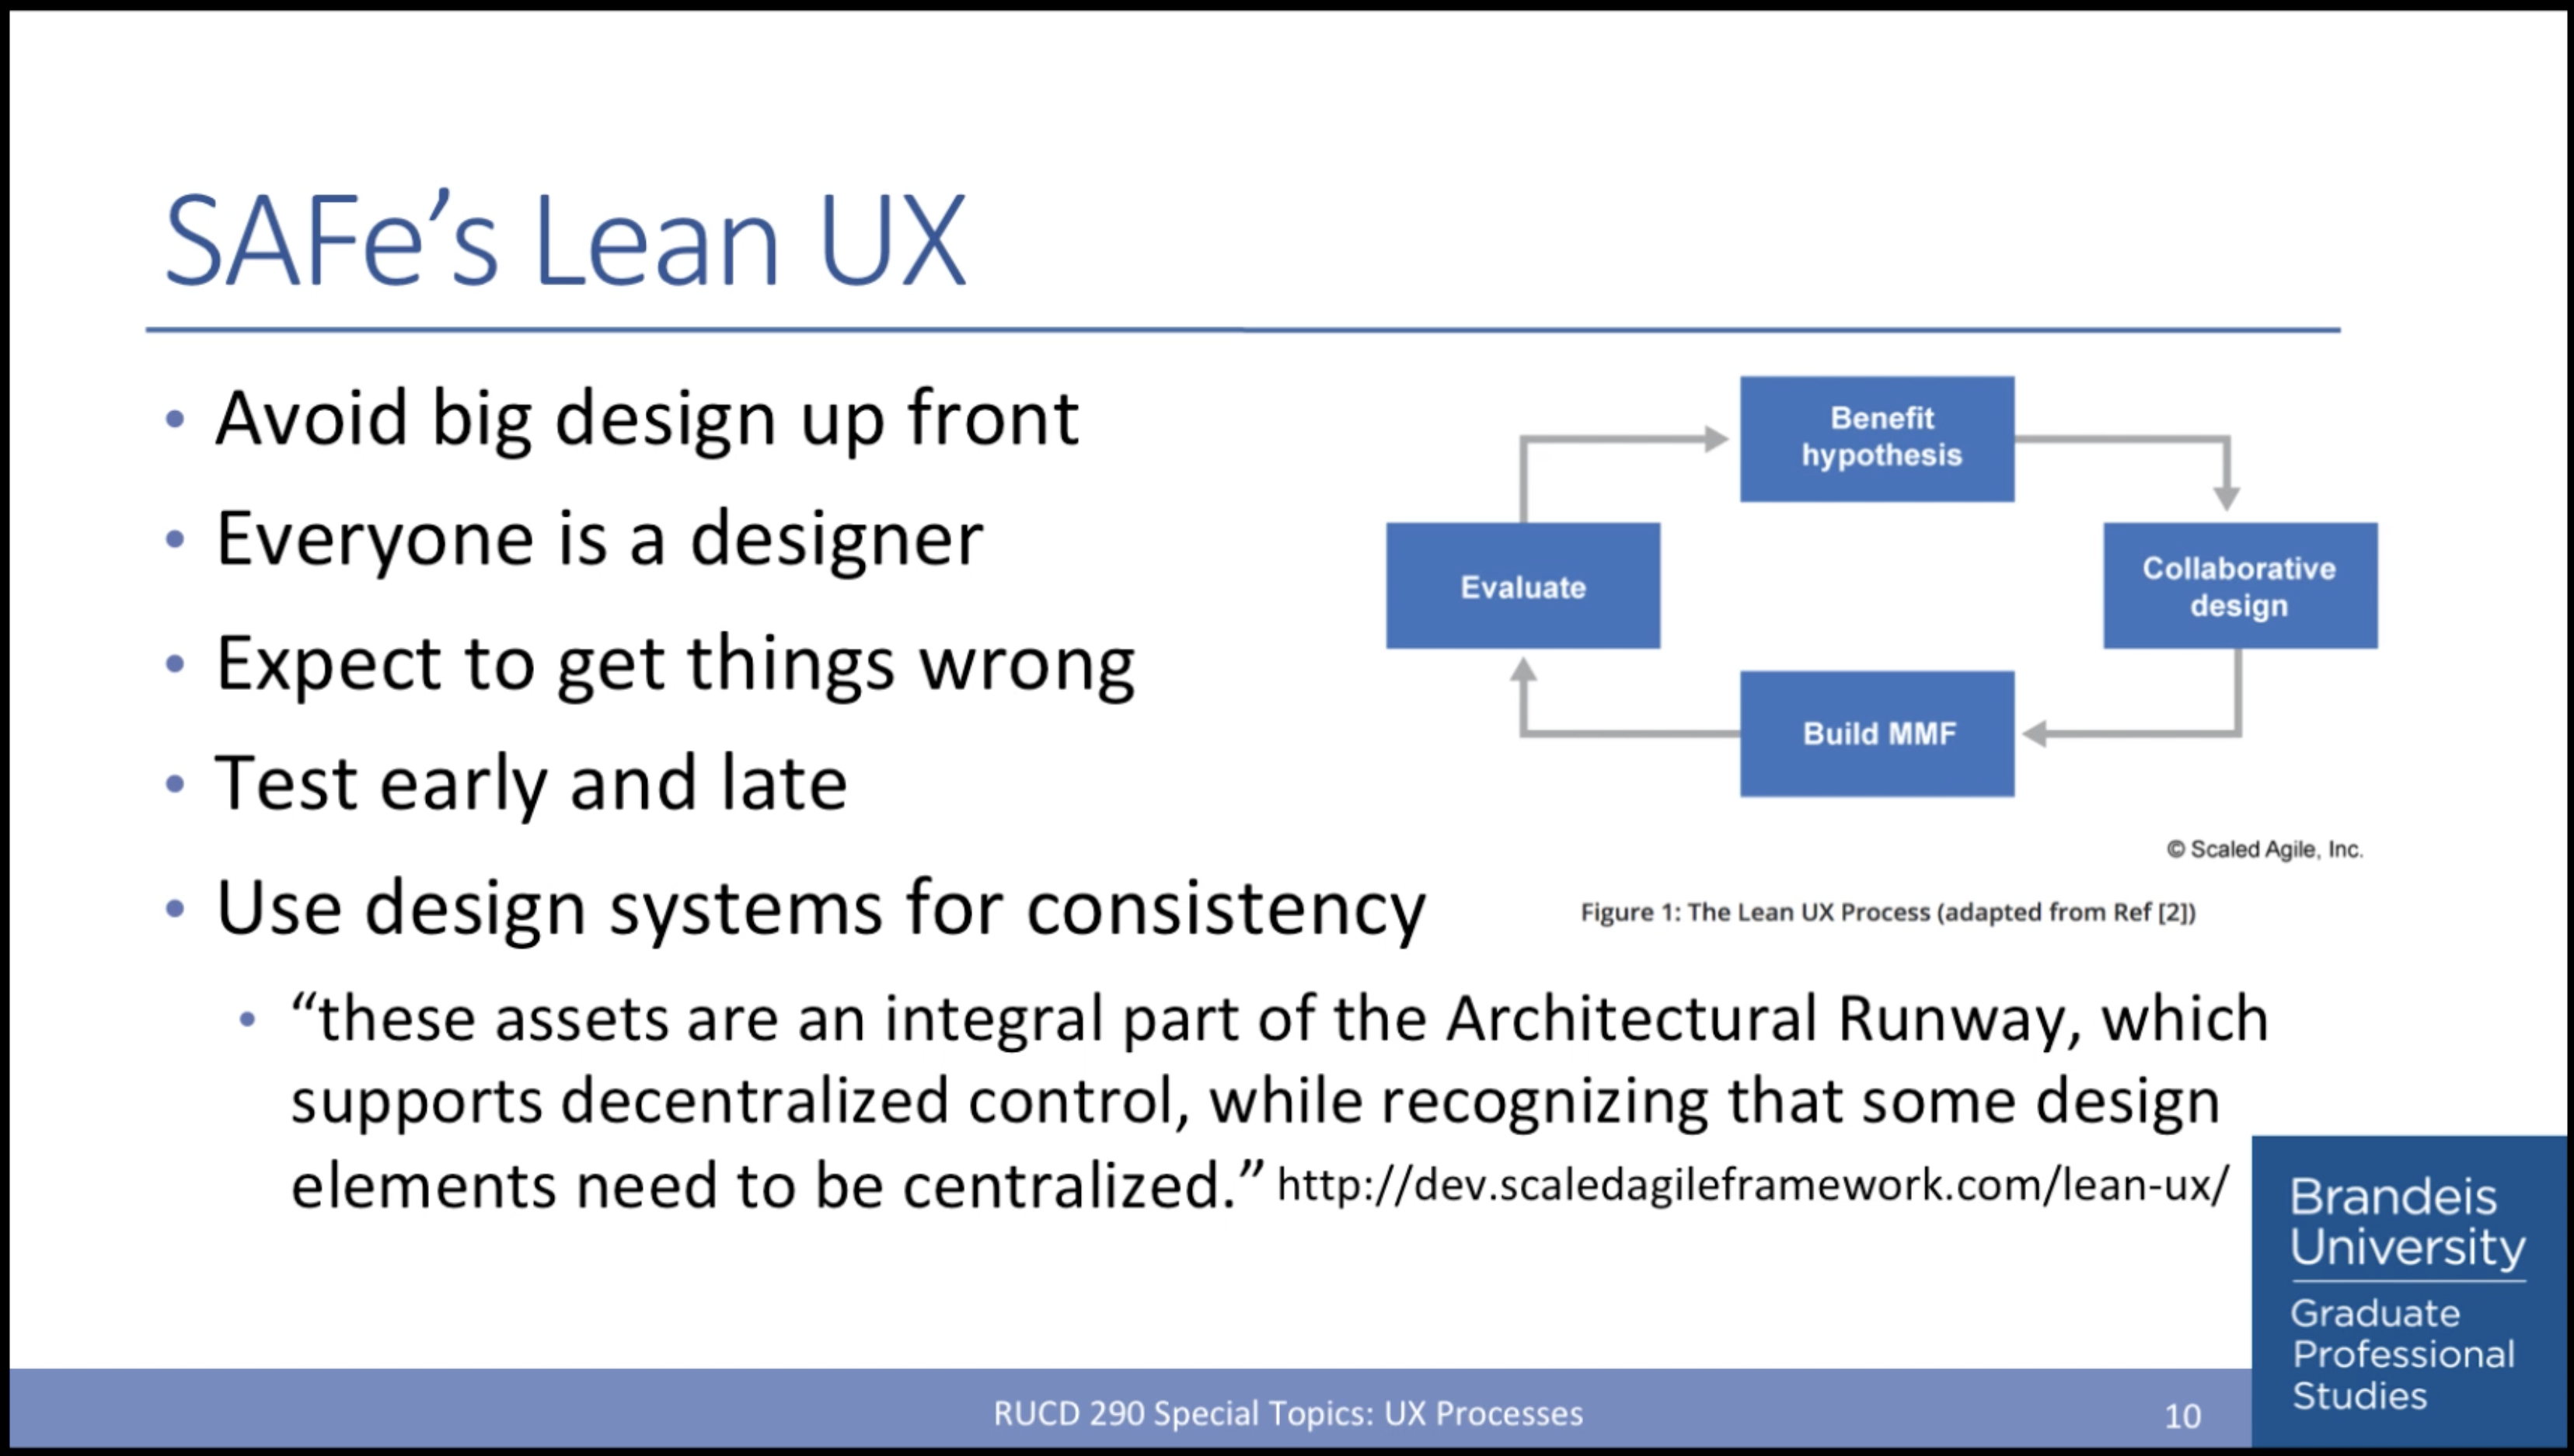 SAFe’s Lean UX
• Avoid big design up front
• Everyone is a designer
• Expect to get things wrong
• Test early and late
• Use design systems for consistency
• “these assets are an integral part of the Architectural Runway, which
supports decentralized control, while recognizing that some design
elements need to be centralized.” http://dev.scaledagileframework.com/lean-ux/
Benefit
hypothesis
Collaborative
design
Build MMF
Evaluate
© Scaled Agile, Inc.
Figure 1: The Lean UX Process (adapted from Ref [2])
RUCD 290 Special Topics: UX Processes
10
Brandeis
University
Graduate
Professional
Studies